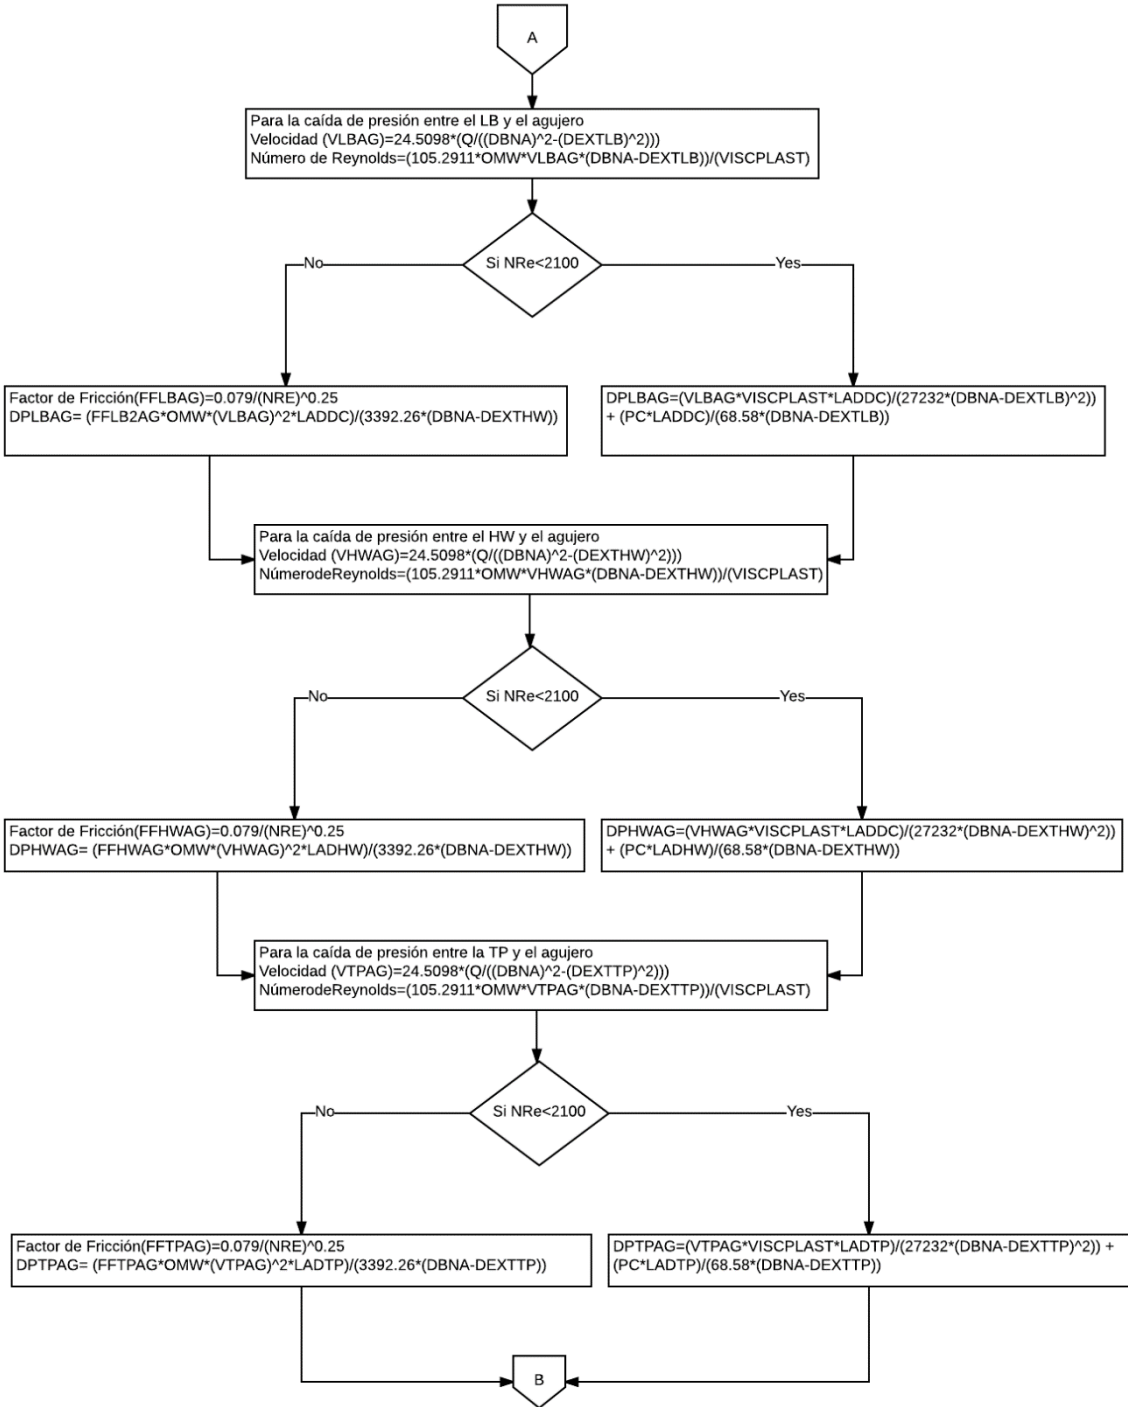 A
Para la caída de presión entre el LB y el agujero
Velocidad (VLBAG)=24.5098*(Q/((DBNA)^2-(DEXTLB)^2)))
Número de Reynolds=(105.2911*OMW*VLBAG*(DBNA-DEXTLB))/(VISCPLAST)
Si NRe<2100
No
Yes
Factor de Fricción(FFLBAG)=0.079/(NRE)^0.25
DPLBAG= (FFLB2AG*OMW*(VLBAG)^2*LADDC)/(3392.26*(DBNA-DEXTHW))
DPLBAG=(VLBAG*VISCPLAST*LADDC)/(27232*(DBNA-DEXTLB)^2))
+ (PC*LADDC)/(68.58*(DBNA-DEXTLB))
Para la caída de presión entre el HW y el agujero
Velocidad (VHWAG)=24.5098*(Q/((DBNA)^2-(DEXTHW)^2)))
NúmerodeReynolds=(105.2911*OMW*VHWAG*(DBNA-DEXTHW))/(VISCPLAST)
Si NRe<2100
No
Yes
Factor de Fricción(FFHWAG)=0.079/(NRE)^0.25
DPHWAG= (FFHWAG*OMW*(VHWAG)^2*LADHW)/(3392.26*(DBNA-DEXTHW))
DPHWAG=(VHWAG*VISCPLAST*LADDC)/(27232*(DBNA-DEXTHW)^2))
+ (PC*LADHW)/(68.58*(DBNA-DEXTHW))
Para la caída de presión entre la TP y el agujero
Velocidad (VTPAG)=24.5098*(Q/((DBNA)^2-(DEXTTP)^2)))
NúmerodeReynolds=(105.2911*OMW*VTPAG*(DBNA-DEXTTP))/(VISCPLAST)
Si NRe<2100
No
Yes
Factor de Fricción(FFTPAG)=0.079/(NRE)^0.25
DPTPAG= (FFTPAG*OMW*(VTPAG)^2*LADTP)/(3392.26*(DBNA-DEXTTP))
DPTPAG=(VTPAG*VISCPLAST*LADTP)/(27232*(DBNA-DEXTTP)^2)) +
(PC*LADTP)/(68.58*(DBNA-DEXTTP))
B